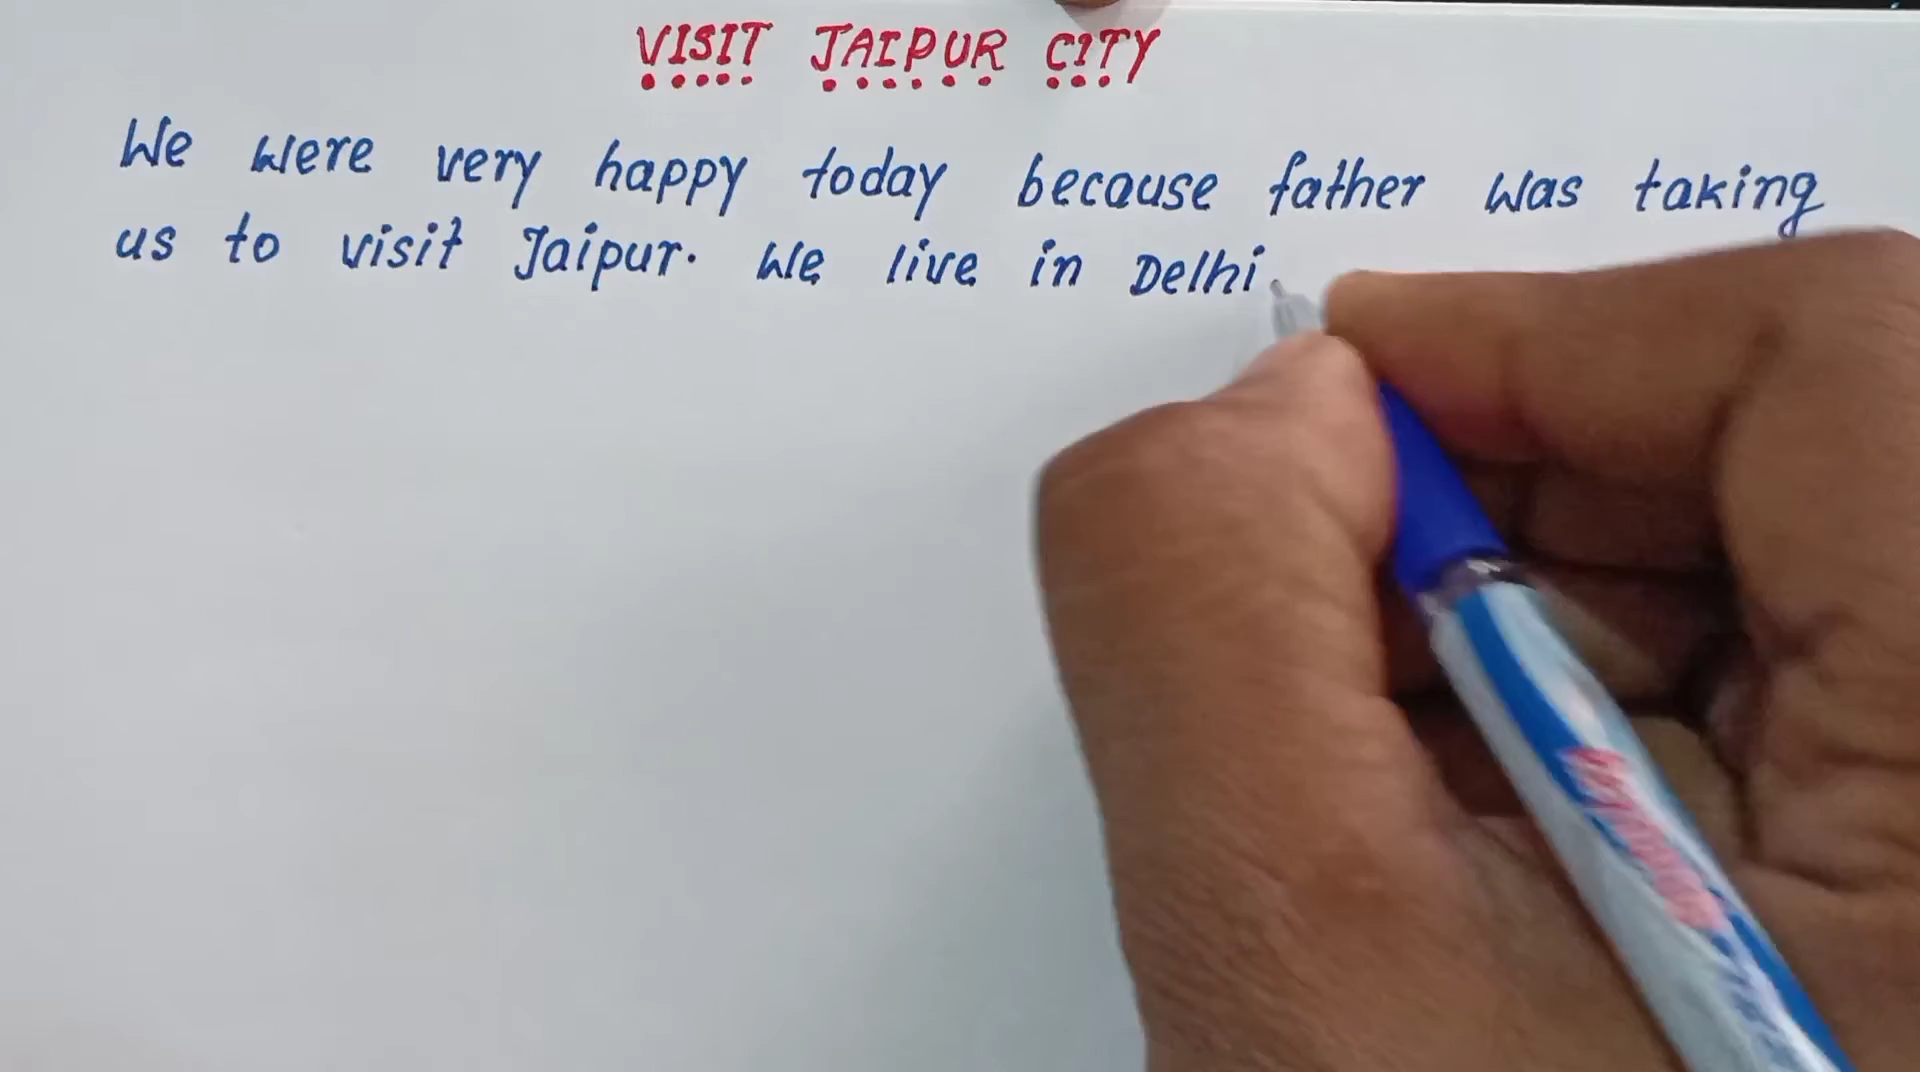 VISIT JAIPUR CITY
We were very happy today because father was taking
us to visit Jaipur. We live in Delhi.